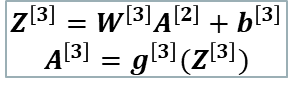 Z^[3] = W^[3]A^[2] + b^[3]
A^[3] = g^[3](Z^[3])